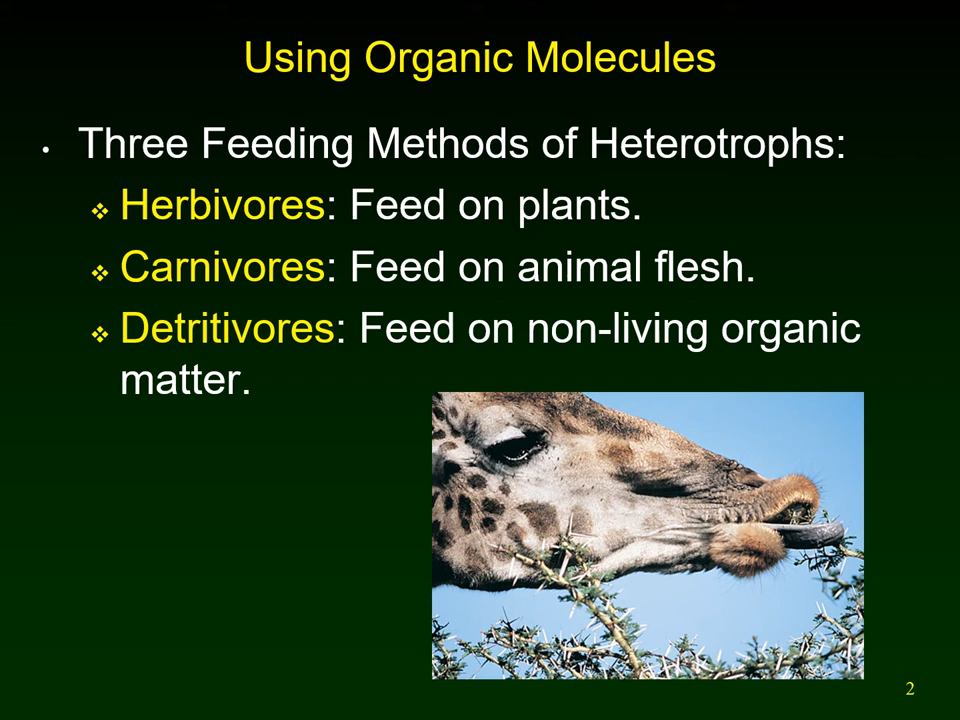 Using Organic Molecules
• Three Feeding Methods of Heterotrophs:
❖ Herbivores: Feed on plants.
❖ Carnivores: Feed on animal flesh.
❖ Detritivores: Feed on non-living organic
matter.
2